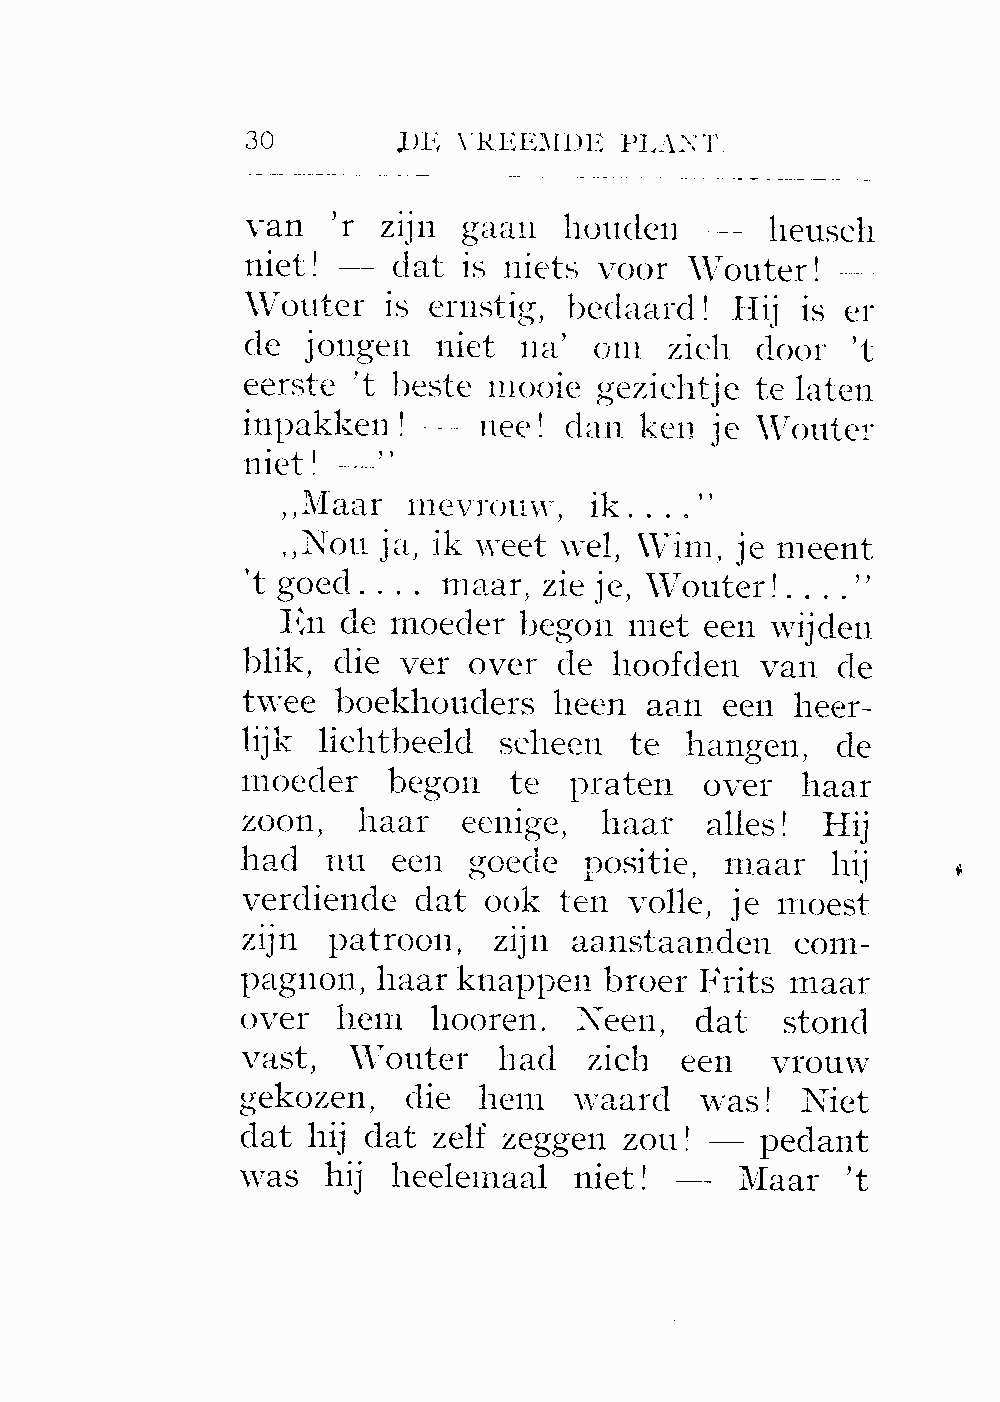 30 DE VREEMDE PLANT.
van 'r zijn gaan houden — heusch
niet! — dat is niets voor Wouter! —
Wouter is ernstig, bedaard! Hij is er
de jongen niet na' om zich door 't
eerste 't beste mooie gezichtje te laten
inpakken! — nee! dan ken je Wouter
niet! —”
„Maar mevrouw, ik....”
„Nou ja, ik weet wel, Wim, je meent
't goed.... maar, zie je, Wouter!....”
En de moeder begon met een wijden
blik, die ver over de hoofden van de
twee boekhouders heen aan een heer-
lijk lichtbeeld scheen te hangen, de
moeder begon te praten over haar
zoon, haar eenige, haar alles! Hij
had nu een goede positie, maar hij
verdiende dat ook ten volle, je moest
zijn patroon, zijn aanstaanden com-
pagnon, haar knappen broer Frits maar
over hem hooren. Neen, dat stond
vast, Wouter had zich een vrouw
gekozen, die hem waard was! Niet
dat hij dat zelf zeggen zou! — pedant
was hij heelemaal niet! — Maar 't